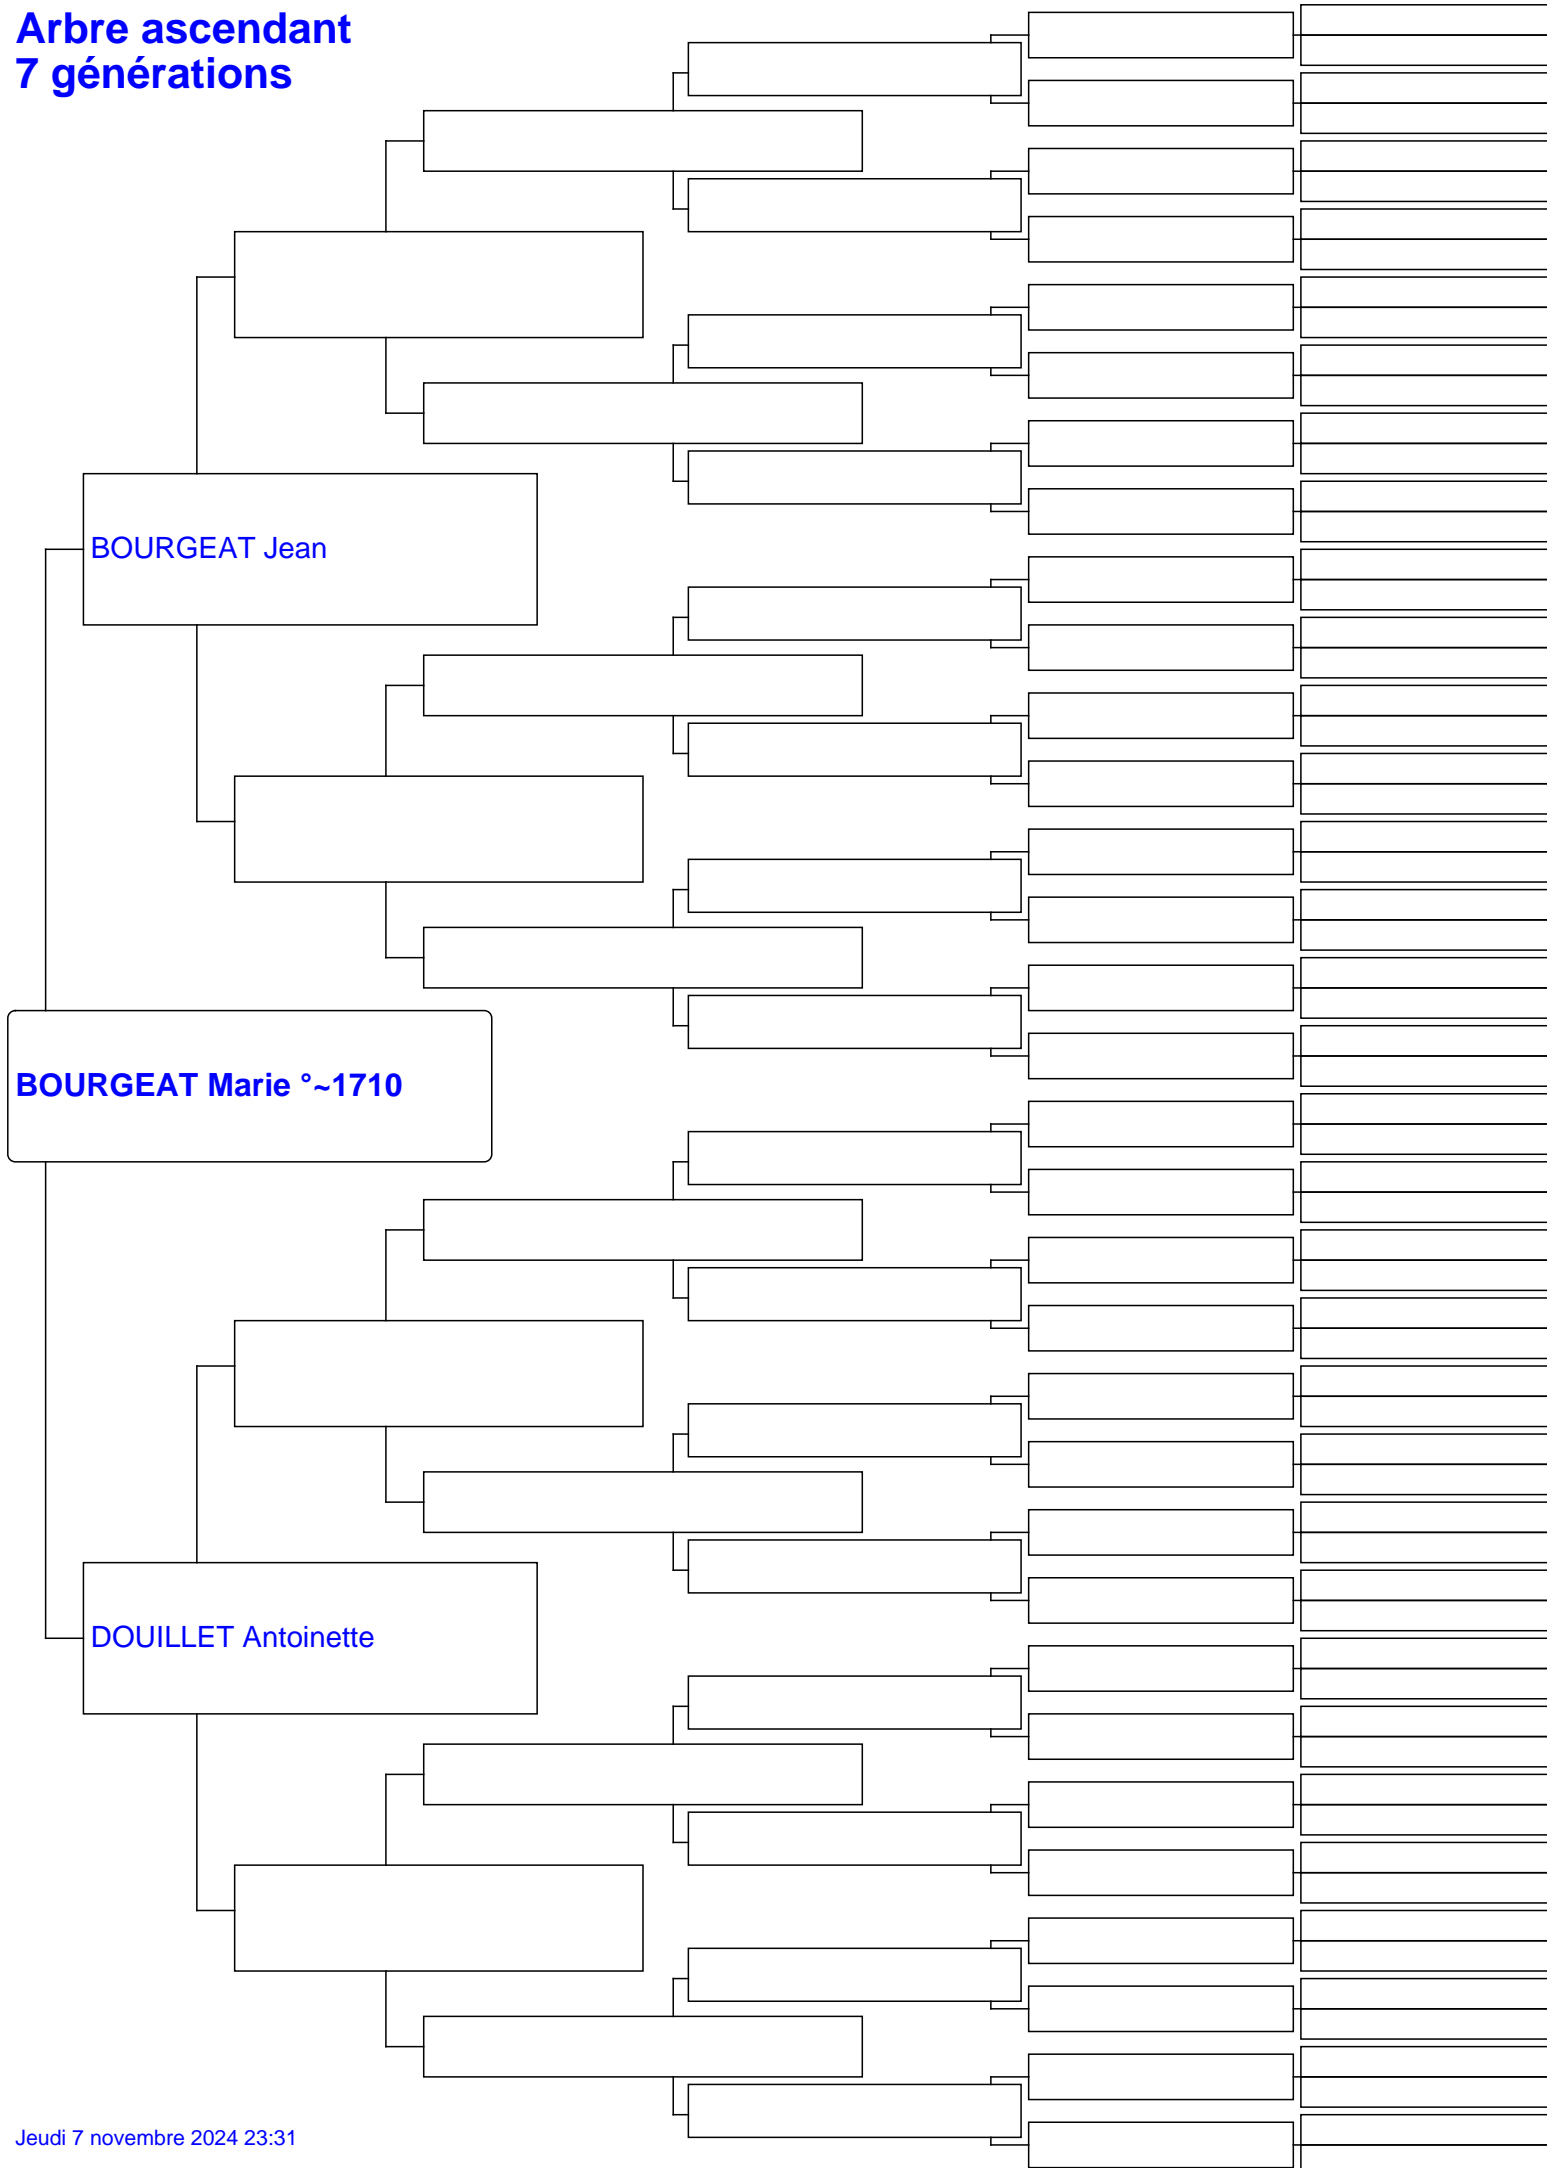 Arbre ascendant
7 générations
BOURGEAT Jean
BOURGEAT Marie °~1710
DOUILLET Antoinette
Jeudi 7 novembre 2024 23:31